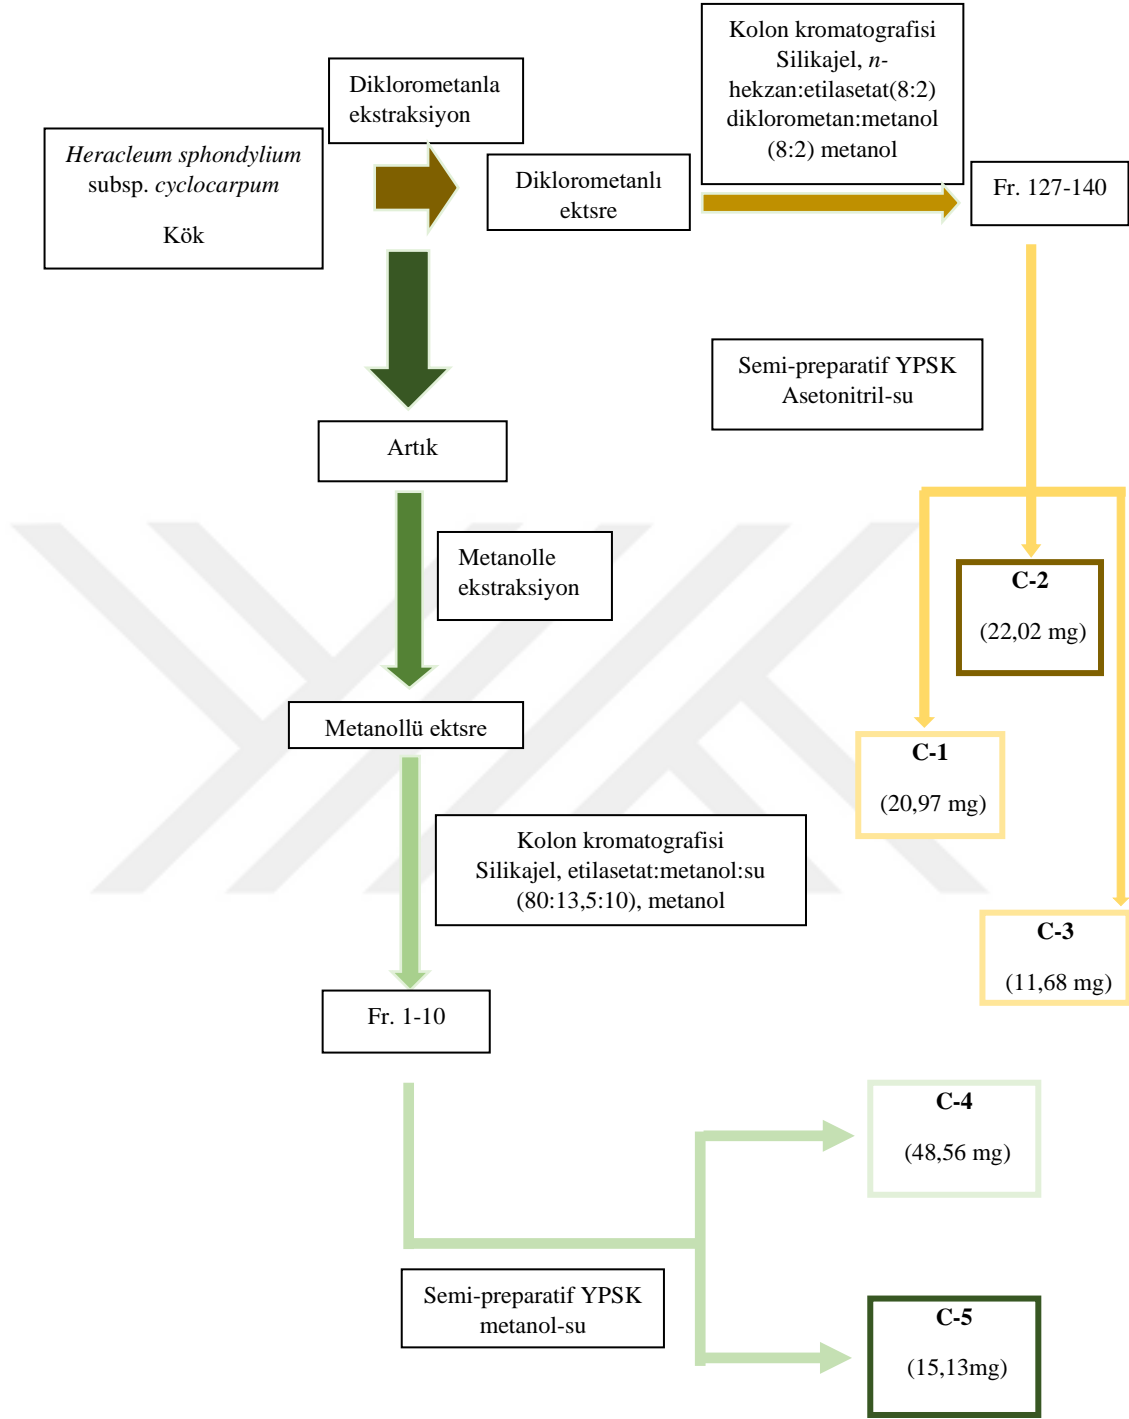 Kolon kromatografisi
Silikajel, n-
hekzan:etilasetat(8:2)
diklorometan:metanol
(8:2) metanol
Diklorometanla
ekstraksiyon
Heracleum sphondylium
subsp. cyclocarpum
Kök
Diklorometanlı
ektsre
Fr. 127-140
Semi-preparatif YPSK
Asetonitril-su
Artık
Metanolle
ekstraksiyon
C-2
(22,02 mg)
Metanollü ektsre
C-1
(20,97 mg)
Kolon kromatografisi
Silikajel, etilasetat:metanol:su
(80:13,5:10), metanol
C-3
(11,68 mg)
Fr. 1-10
C-4
(48,56 mg)
Semi-preparatif YPSK
metanol-su
C-5
(15,13mg)